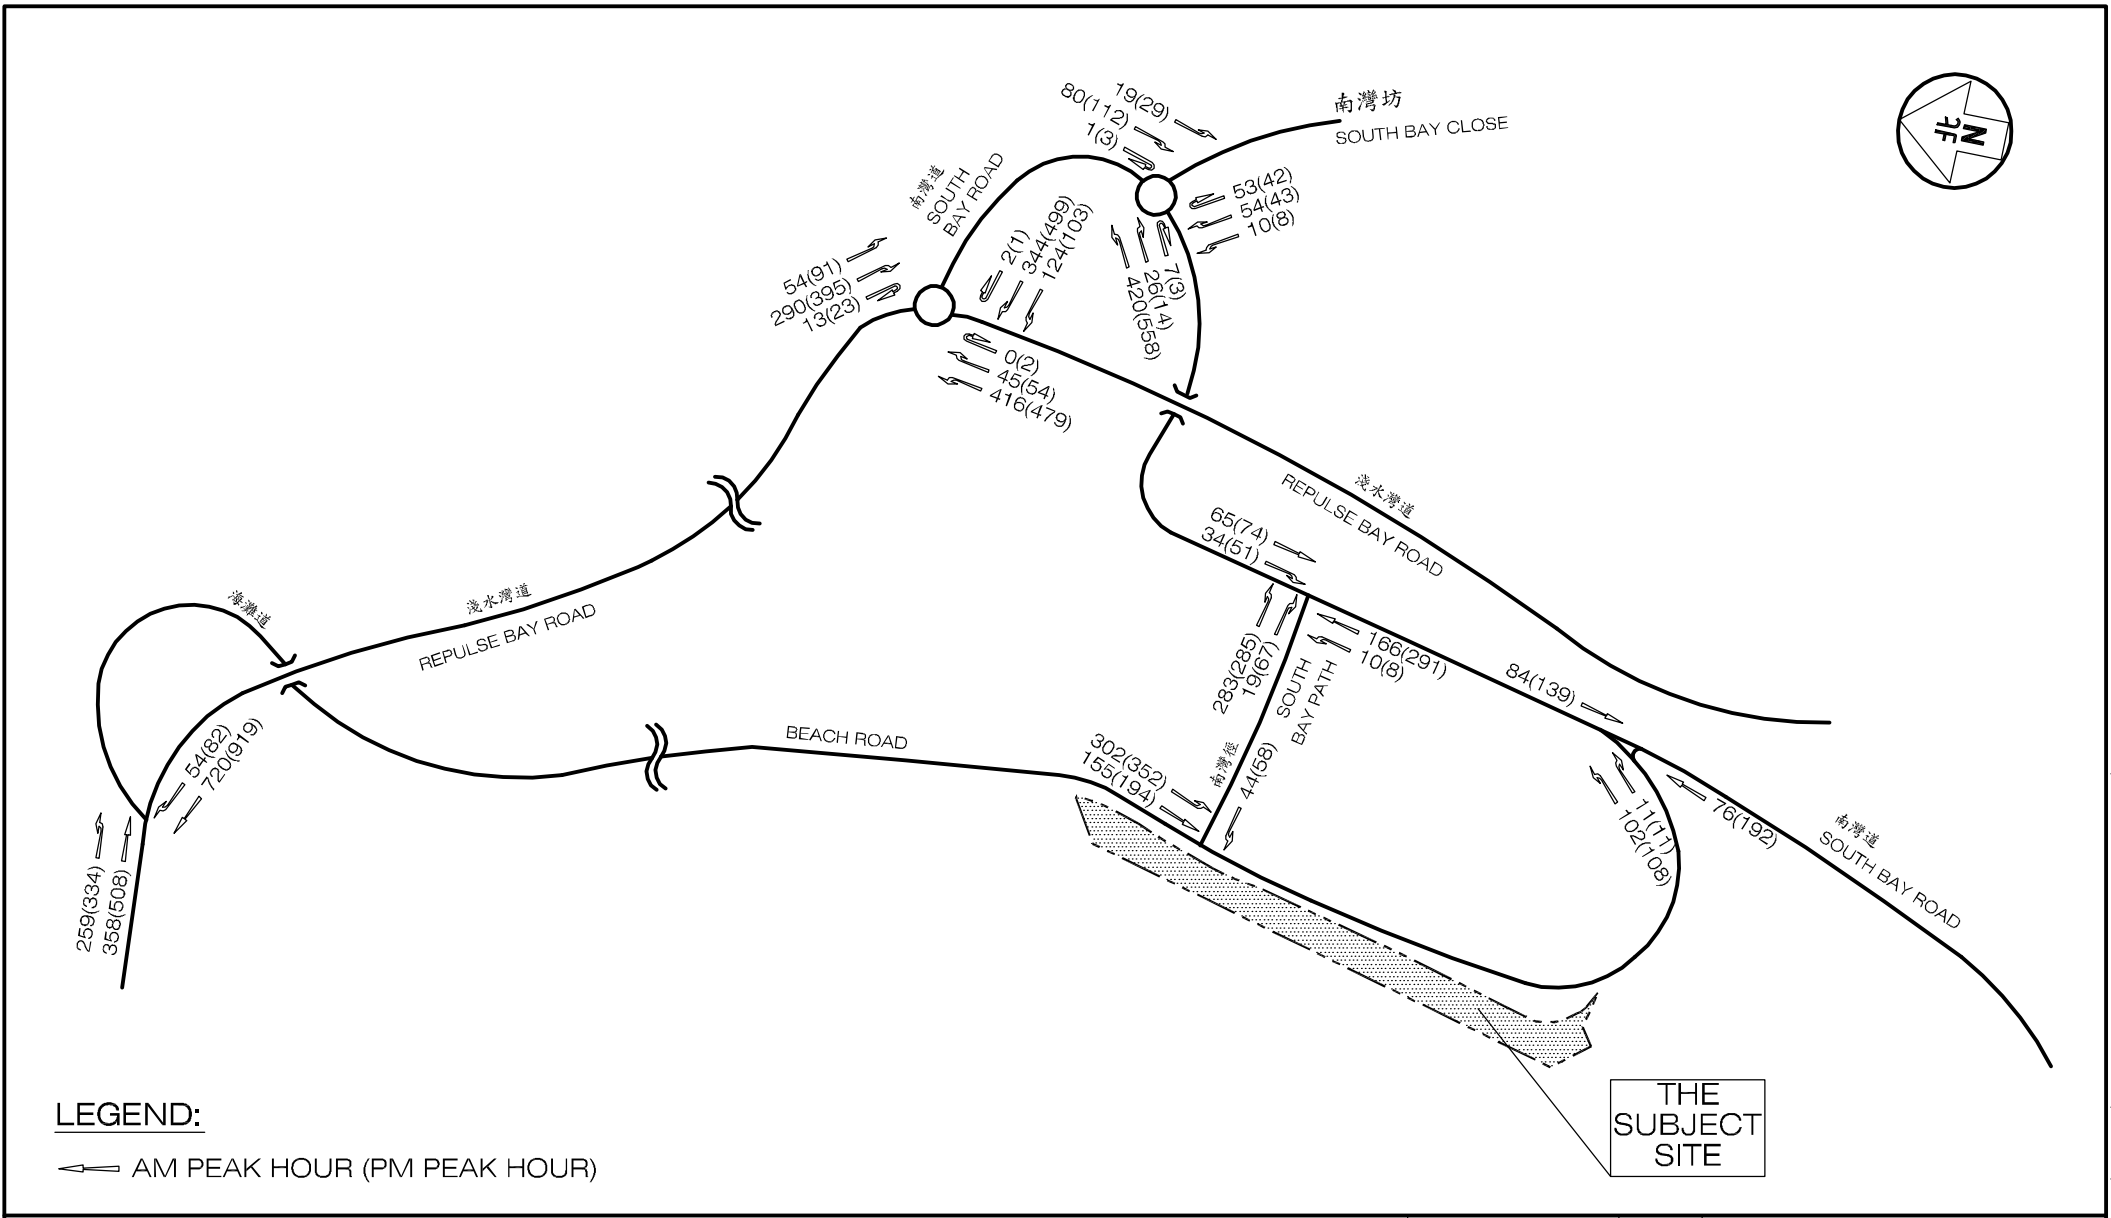 19(29)
80(112)
1(3)
南灣坊
SOUTH BAY CLOSE
北
N
南灣道
SOUTH
BAY ROAD
53(42)
54(43)
10(8)
2(1)
344(499)
124(103)
7(3)
26(14)
420(558)
54(91)
290(395)
13(23)
0(2)
45(54)
416(479)
淺水灣道
REPULSE BAY ROAD
65(74)
34(51)
海灘道
淺水灣道
REPULSE BAY ROAD
283(285)
19(67)
166(291)
10(8)
SOUTH
BAY PATH
南灣徑
84(139)
54(82)
720(919)
BEACH ROAD
302(352)
155(194)
44(58)
11(11)
102(108)
76(192)
南灣道
SOUTH BAY ROAD
259(334)
358(508)
THE
SUBJECT
SITE
LEGEND:
AM PEAK HOUR (PM PEAK HOUR)